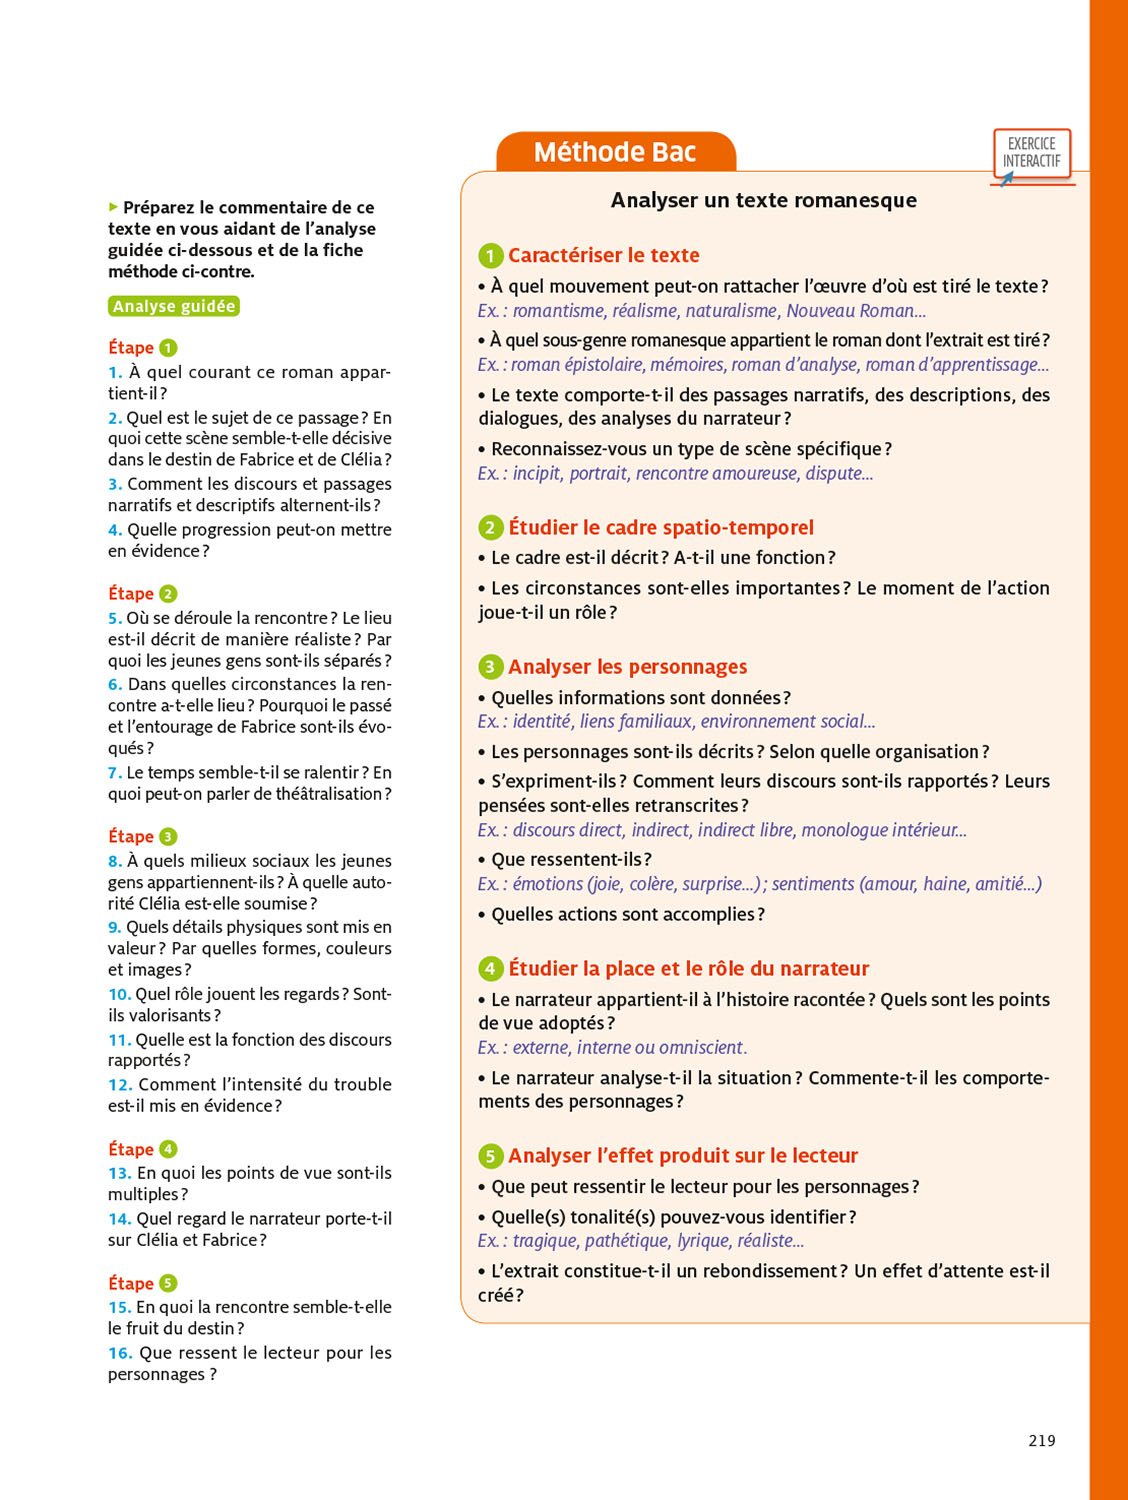 ► Préparez le commentaire de ce
texte en vous aidant de l'analyse
guidée ci-dessous et de la fiche
méthode ci-contre.
Analyse guidée
Étape 1
1. À quel courant ce roman appar-
tient-il ?
2. Quel est le sujet de ce passage ? En
quoi cette scène semble-t-elle décisive
dans le destin de Fabrice et de Clélia ?
3. Comment les discours et passages
narratifs et descriptifs alternent-ils ?
4. Quelle progression peut-on mettre
en évidence ?
Étape 2
5. Où se déroule la rencontre ? Le lieu
est-il décrit de manière réaliste ? Par
quoi les jeunes gens sont-ils séparés ?
6. Dans quelles circonstances la ren-
contre a-t-elle lieu ? Pourquoi le passé
et l'entourage de Fabrice sont-ils évo-
qués ?
7. Le temps semble-t-il se ralentir ? En
quoi peut-on parler de théâtralisation ?
Étape 3
8. À quels milieux sociaux les jeunes
gens appartiennent-ils ? À quelle auto-
rité Clélia est-elle soumise ?
9. Quels détails physiques sont mis en
valeur ? Par quelles formes, couleurs
et images ?
10. Quel rôle jouent les regards ? Sont-
ils valorisants ?
11. Quelle est la fonction des discours
rapportés ?
12. Comment l'intensité du trouble
est-il mis en évidence ?
Étape 4
13. En quoi les points de vue sont-ils
multiples ?
14. Quel regard le narrateur porte-t-il
sur Clélia et Fabrice ?
Étape 5
15. En quoi la rencontre semble-t-elle
le fruit du destin ?
16. Que ressent le lecteur pour les
personnages ?
Méthode Bac
EXERCICE
INTERACTIF
Analyser un texte romanesque
1 Caractériser le texte
• À quel mouvement peut-on rattacher l'œuvre d'où est tiré le texte ?
Ex. : romantisme, réalisme, naturalisme, Nouveau Roman...
• À quel sous-genre romanesque appartient le roman dont l'extrait est tiré ?
Ex. : roman épistolaire, mémoires, roman d'analyse, roman d'apprentissage...
• Le texte comporte-t-il des passages narratifs, des descriptions, des
dialogues, des analyses du narrateur ?
• Reconnaissez-vous un type de scène spécifique ?
Ex. : incipit, portrait, rencontre amoureuse, dispute...
2 Étudier le cadre spatio-temporel
• Le cadre est-il décrit ? A-t-il une fonction ?
• Les circonstances sont-elles importantes ? Le moment de l'action
joue-t-il un rôle ?
3 Analyser les personnages
• Quelles informations sont données ?
Ex. : identité, liens familiaux, environnement social...
• Les personnages sont-ils décrits ? Selon quelle organisation ?
• S'expriment-ils ? Comment leurs discours sont-ils rapportés ? Leurs
pensées sont-elles retranscrites ?
Ex. : discours direct, indirect, indirect libre, monologue intérieur...
• Que ressentent-ils ?
Ex. : émotions (joie, colère, surprise...) ; sentiments (amour, haine, amitié...)
• Quelles actions sont accomplies ?
4 Étudier la place et le rôle du narrateur
• Le narrateur appartient-il à l'histoire racontée ? Quels sont les points
de vue adoptés ?
Ex. : externe, interne ou omniscient.
• Le narrateur analyse-t-il la situation ? Commente-t-il les comporte-
ments des personnages ?
5 Analyser l'effet produit sur le lecteur
• Que peut ressentir le lecteur pour les personnages ?
• Quelle(s) tonalité(s) pouvez-vous identifier ?
Ex. : tragique, pathétique, lyrique, réaliste...
• L'extrait constitue-t-il un rebondissement ? Un effet d'attente est-il
créé ?
219